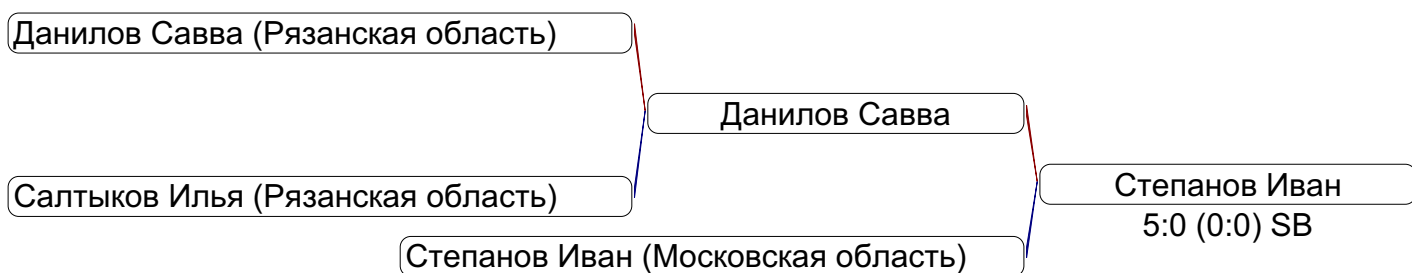 Данилов Савва (Рязанская область)
Данилов Савва
Салтыков Илья (Рязанская область)
Степанов Иван
5:0 (0:0) SB
Степанов Иван (Московская область)